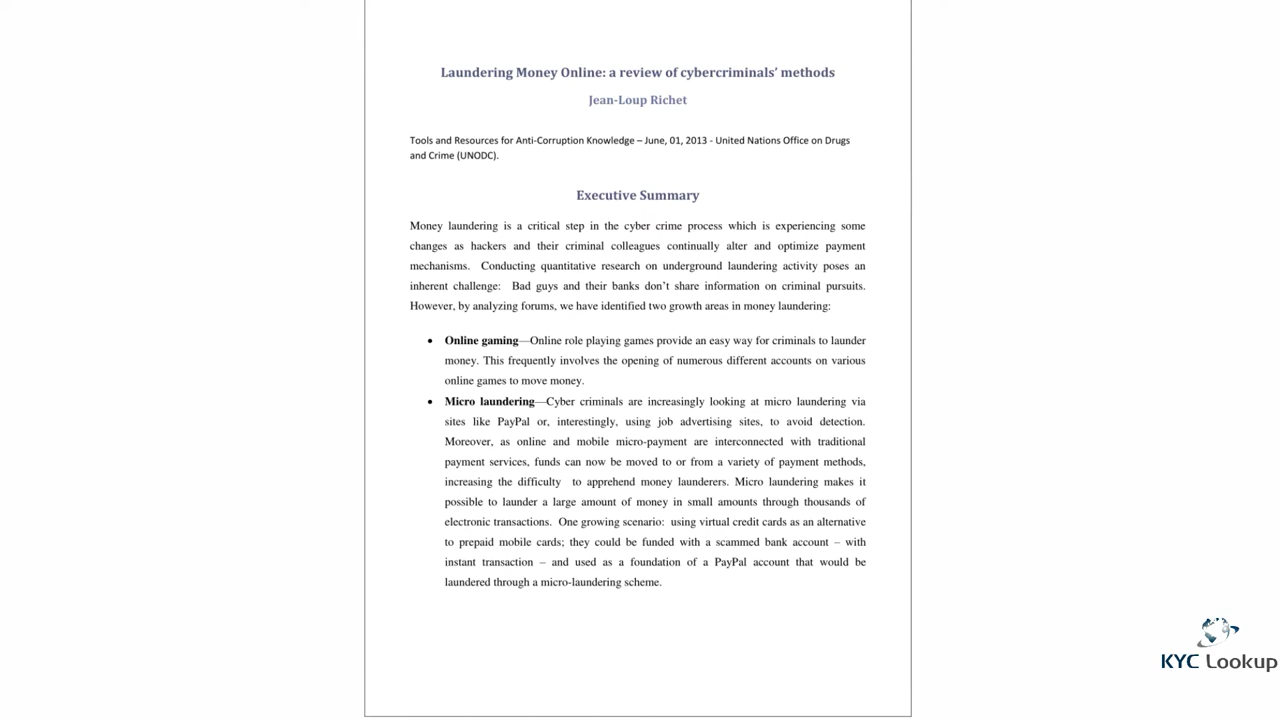 Laundering Money Online: a review of cybercriminals’ methods
Jean-Loup Richet
Tools and Resources for Anti-Corruption Knowledge – June, 01, 2013 - United Nations Office on Drugs
and Crime (UNODC).
Executive Summary
Money laundering is a critical step in the cyber crime process which is experiencing some
changes as hackers and their criminal colleagues continually alter and optimize payment
mechanisms.  Conducting quantitative research on underground laundering activity poses an
inherent challenge:  Bad guys and their banks don’t share information on criminal pursuits.
However, by analyzing forums, we have identified two growth areas in money laundering:
• Online gaming—Online role playing games provide an easy way for criminals to launder
money. This frequently involves the opening of numerous different accounts on various
online games to move money.
• Micro laundering—Cyber criminals are increasingly looking at micro laundering via
sites like PayPal or, interestingly, using job advertising sites, to avoid detection.
Moreover, as online and mobile micro-payment are interconnected with traditional
payment services, funds can now be moved to or from a variety of payment methods,
increasing the difficulty  to apprehend money launderers. Micro laundering makes it
possible to launder a large amount of money in small amounts through thousands of
electronic transactions.  One growing scenario:  using virtual credit cards as an alternative
to prepaid mobile cards; they could be funded with a scammed bank account – with
instant transaction – and used as a foundation of a PayPal account that would be
laundered through a micro-laundering scheme.
KYC Lookup